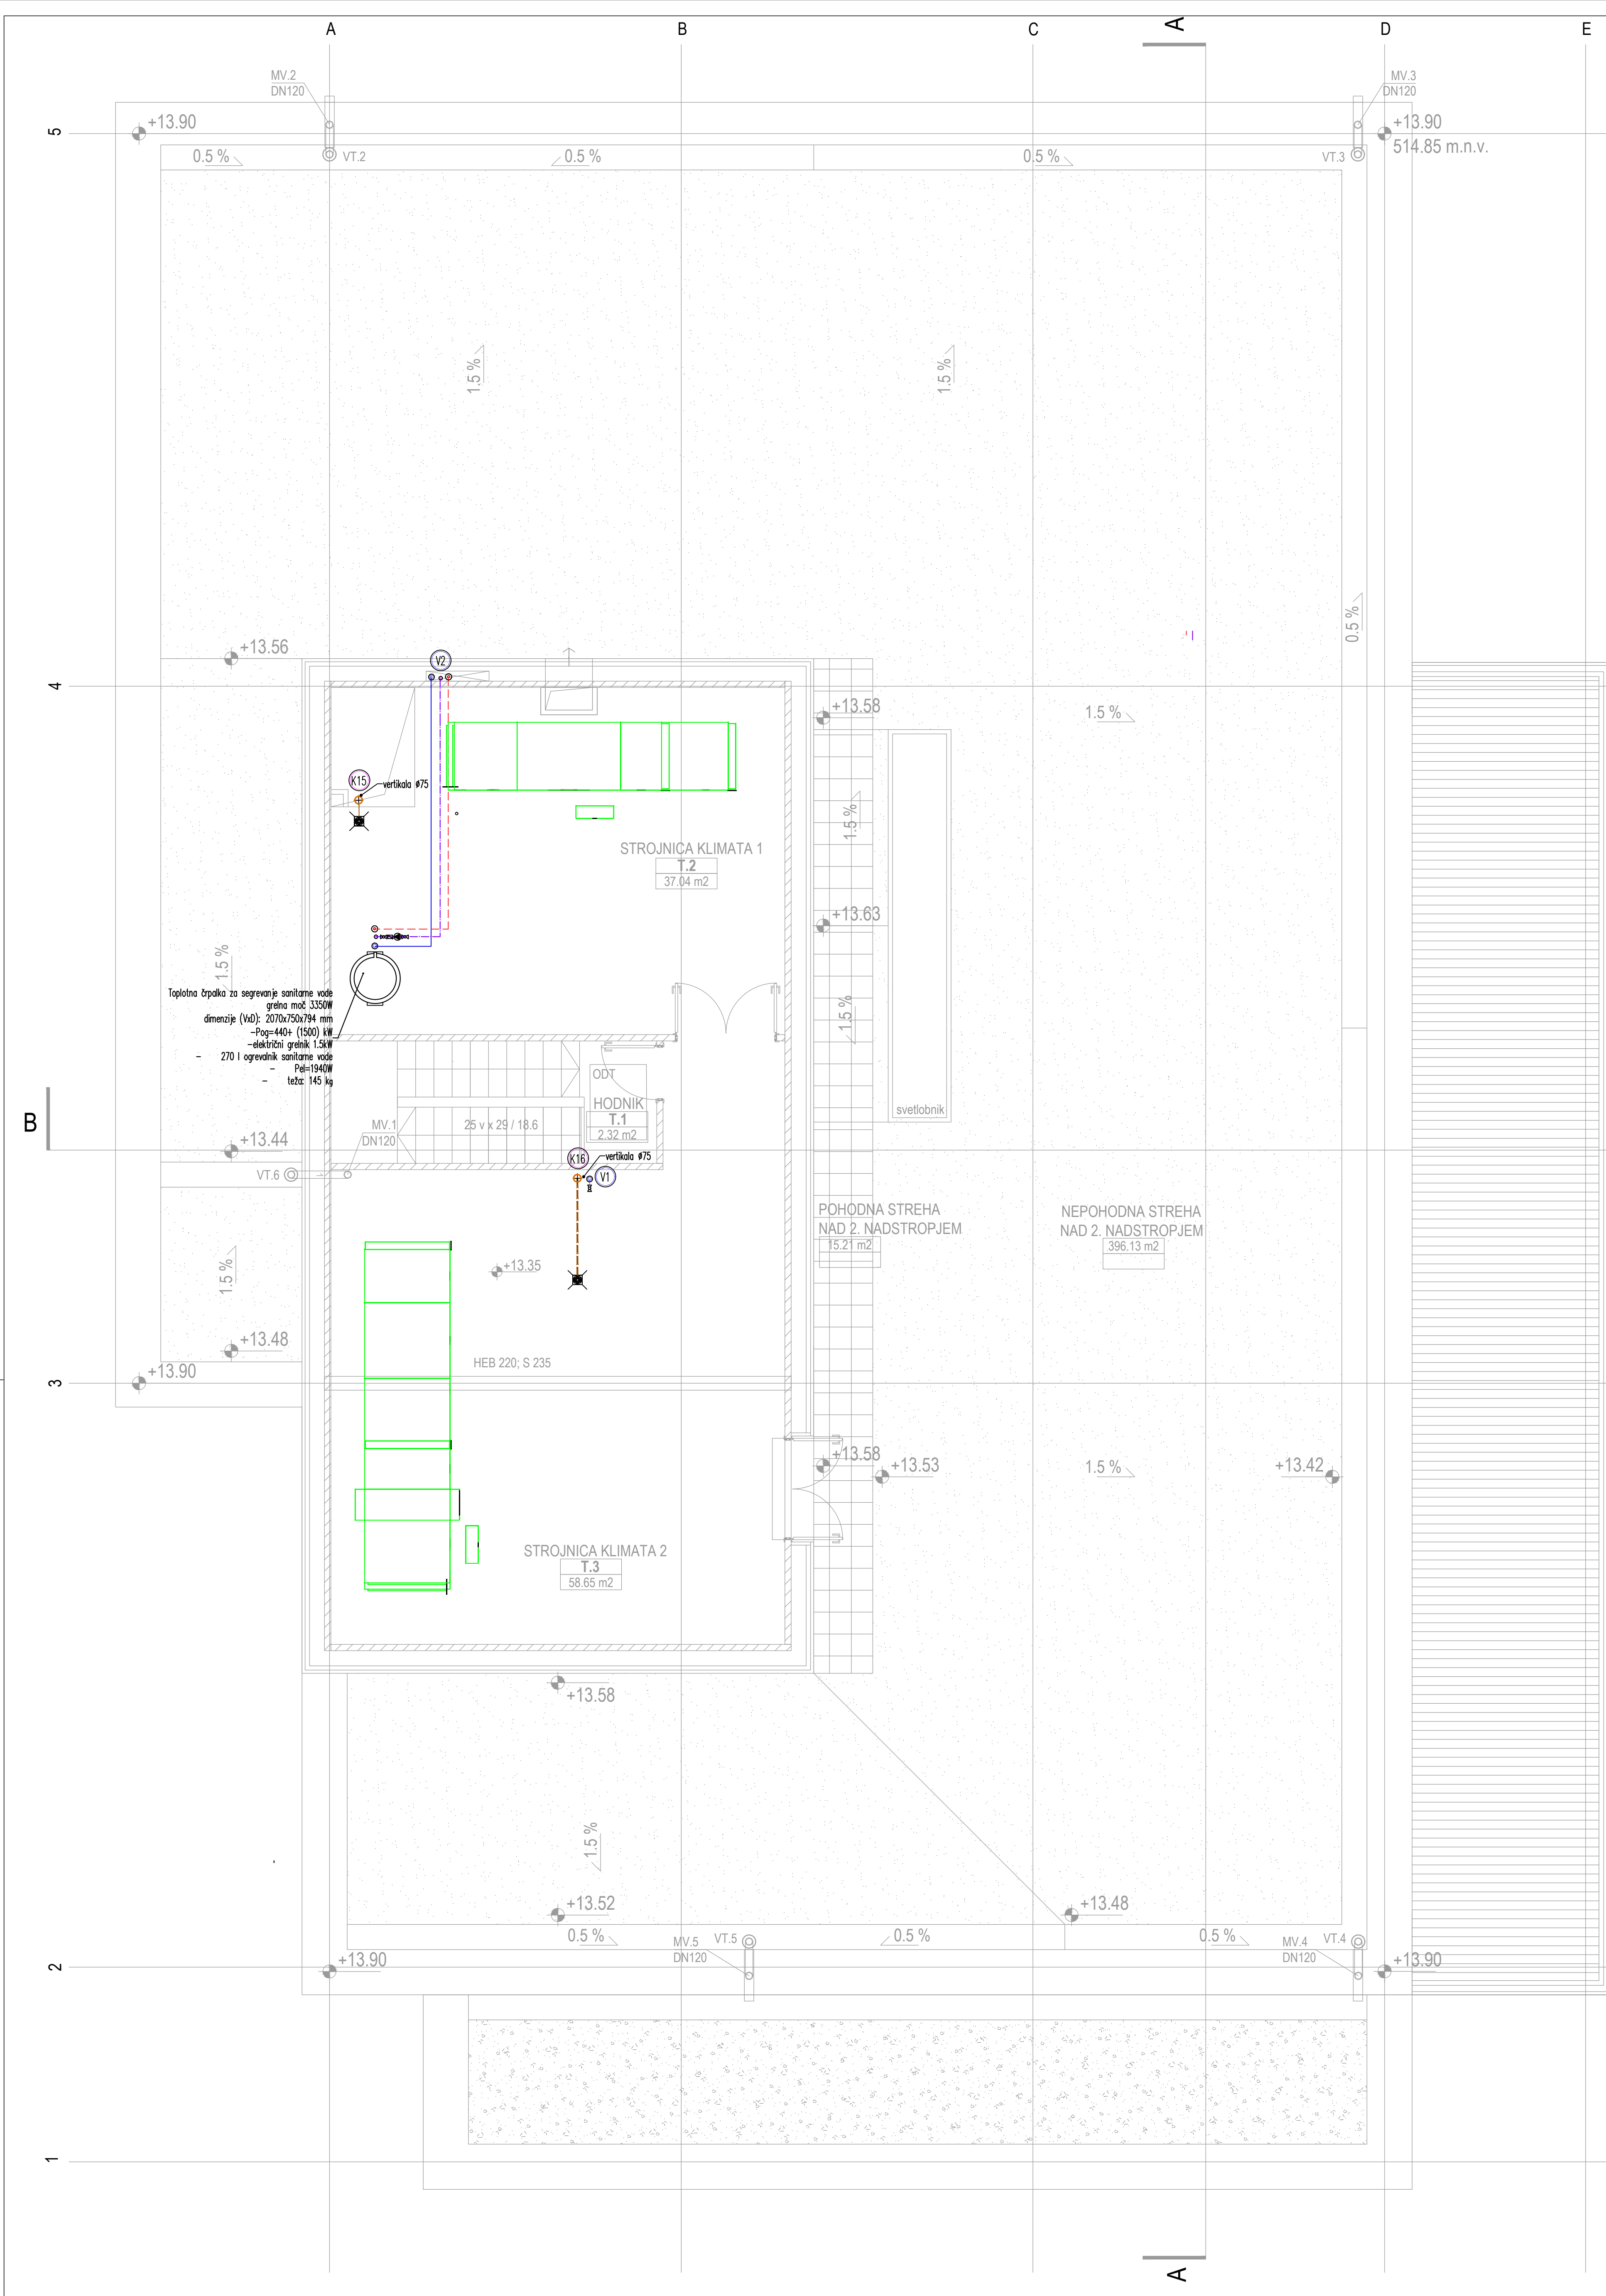 A
B
C
A
D
E
MV.2
DN120
MV.3
DN120
5
+13.90
+13.90
514.85 m.n.v.
VT.2
VT.3
0.5 %
0.5 %
0.5 %
1.5 %
1.5 %
0.5 %
+13.56
V2
4
+13.58
1.5 %
K15
vertikala ø75
1.5 %
STROJNICA KLIMATA 1
T.2
37.04 m2
+13.63
1.5 %
Toplotna črpalka za segrevanje sanitarne vode
grelna moč 3350W
dimenzije (VxD): 2070x750x794 mm
-Pog=440+ (1500) kW
-električni grelnik 1.5kW
- 270 l ogrevalnik sanitarne vode
- Pel=1940W
- teža: 145 kg
1.5 %
ODT
HODNIK
T.1
2.32 m2
svetlobnik
B
MV.1
DN120
25 v x 29 / 18.6
+13.44
VT.6
K16
vertikala ø75
V1
POHODNA STREHA
NAD 2. NADSTROPJEM
15.21 m2
NEPOHODNA STREHA
NAD 2. NADSTROPJEM
396.13 m2
1.5 %
+13.35
+13.48
+13.90
3
HEB 220; S 235
+13.58
+13.53
1.5 %
+13.42
STROJNICA KLIMATA 2
T.3
58.65 m2
+13.58
1.5 %
+13.52
+13.48
0.5 %
MV.5
DN120
VT.5
0.5 %
0.5 %
MV.4
DN120
VT.4
2
+13.90
+13.90
1
A